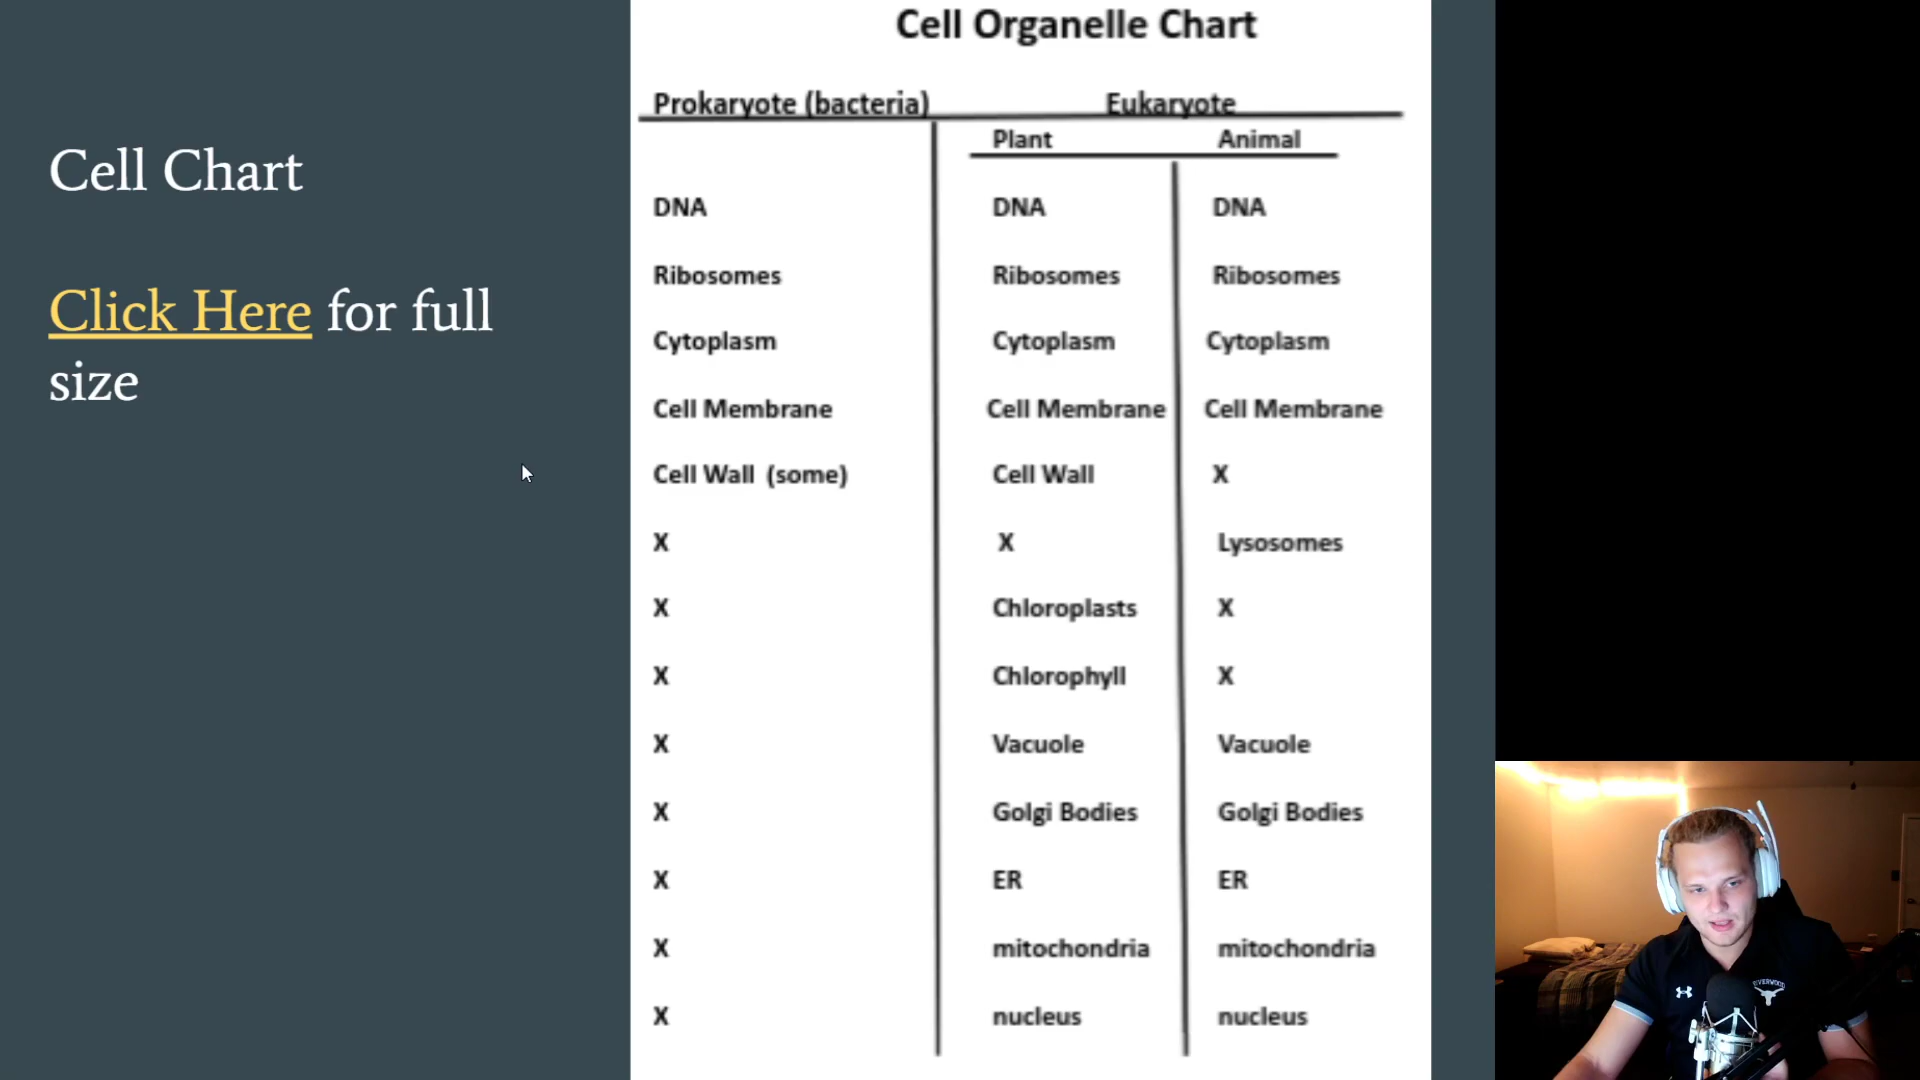 Cell Chart
Click Here for full
size
Cell Organelle Chart
Prokaryote (bacteria) Eukaryote
Plant Animal
DNA DNA DNA
Ribosomes Ribosomes Ribosomes
Cytoplasm Cytoplasm Cytoplasm
Cell Membrane Cell Membrane Cell Membrane
Cell Wall (some) Cell Wall X
X X Lysosomes
X Chloroplasts X
X Chlorophyll X
X Vacuole Vacuole
X Golgi Bodies Golgi Bodies
X ER ER
X mitochondria mitochondria
X nucleus nucleus